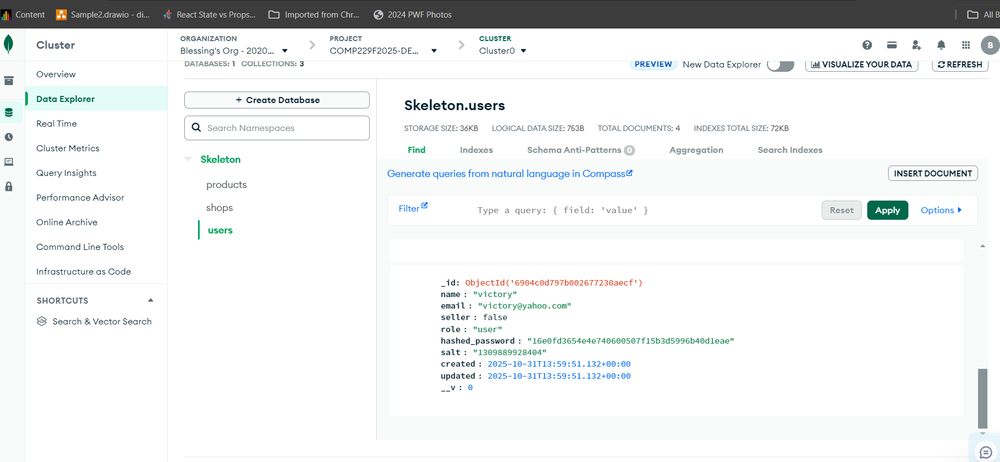 Content Sample2.drawio - di... React State vs Props... Imported from Chr... 2024 PWF Photos All B
Cluster
ORGANIZATION PROJECT CLUSTER
Blessing's Org - 2020... COMP229F2025-DE... Cluster0 B
Overview
Data Explorer
Real Time
Cluster Metrics
Query Insights
Performance Advisor
Online Archive
Command Line Tools
Infrastructure as Code
SHORTCUTS
Search & Vector Search
DATABASES: 1 COLLECTIONS: 3
PREVIEW New Data Explorer VISUALIZE YOUR DATA REFRESH
+ Create Database
Search Namespaces
Skeleton
products
shops
users
Skeleton.users
STORAGE SIZE: 36KB LOGICAL DATA SIZE: 753B TOTAL DOCUMENTS: 4 INDEXES TOTAL SIZE: 72KB
Find Indexes Schema Anti-Patterns 0 Aggregation Search Indexes
Generate queries from natural language in Compass INSERT DOCUMENT
Filter Type a query: { field: 'value' } Reset Apply Options
_id: ObjectId('6904c0d797b002677230aecf')
name : "victory"
email : "victory@yahoo.com"
seller : false
role : "user"
hashed_password : "16e0fd3654e4e740600507f15b3d5996b40d1eae"
salt : "1309889928404"
created : 2025-10-31T13:59:51.132+00:00
updated : 2025-10-31T13:59:51.132+00:00
__v : 0